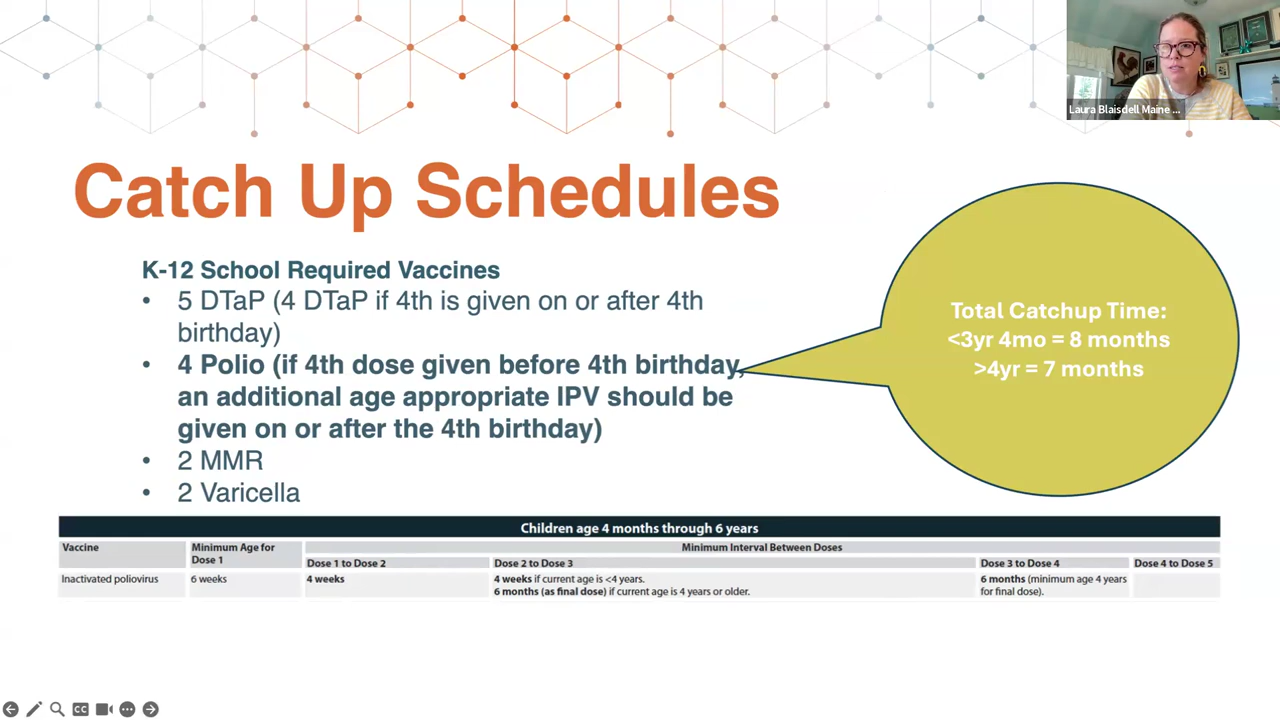 Laura Blaisdell Maine ...
Catch Up Schedules
K-12 School Required Vaccines
• 5 DTaP (4 DTaP if 4th is given on or after 4th
birthday)
• 4 Polio (if 4th dose given before 4th birthday,
an additional age appropriate IPV should be
given on or after the 4th birthday)
• 2 MMR
• 2 Varicella
Total Catchup Time:
<3yr 4mo = 8 months
>4yr = 7 months
Children age 4 months through 6 years
Vaccine
Minimum Age for
Dose 1
Minimum Interval Between Doses
Dose 1 to Dose 2
Dose 2 to Dose 3
Dose 3 to Dose 4
Dose 4 to Dose 5
Inactivated poliovirus
6 weeks
4 weeks
4 weeks if current age is <4 years.
6 months (as final dose) if current age is 4 years or older.
6 months (minimum age 4 years
for final dose).
CC